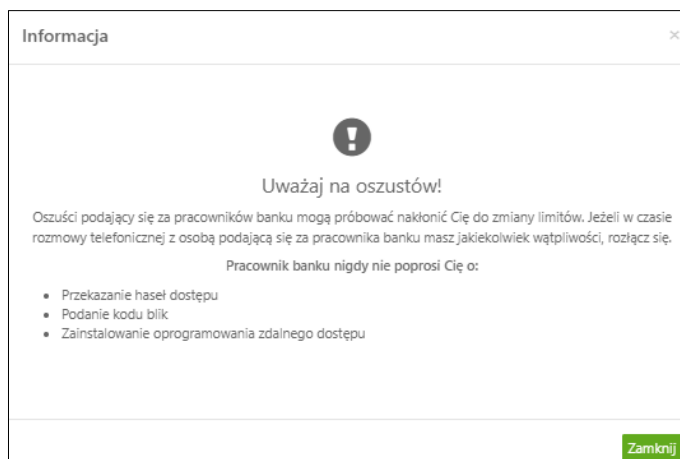 Informacja
×
Uważaj na oszustów!
Oszuści podający się za pracowników banku mogą próbować nakłonić Cię do zmiany limitów. Jeżeli w czasie
rozmowy telefonicznej z osobą podającą się za pracownika banku masz jakiekolwiek wątpliwości, rozłącz się.
Pracownik banku nigdy nie poprosi Cię o:
• Przekazanie haseł dostępu
• Podanie kodu blik
• Zainstalowanie oprogramowania zdalnego dostępu
Zamknij